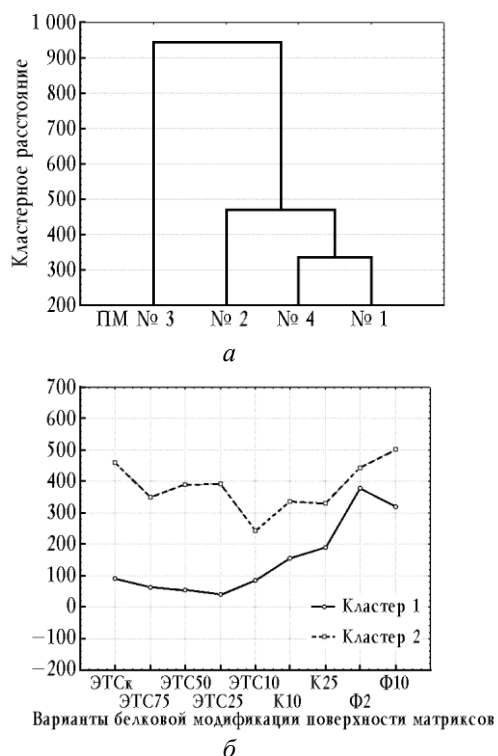 1 000
900
800
700
600
500
400
300
200
Кластерное расстояние
ПМ № 3 № 2 № 4 № 1
а
700
600
500
400
300
200
100
0
−100
−200
Кластер 1
Кластер 2
ЭТСк ЭТС50 ЭТС10 К25 Ф10
ЭТС75 ЭТС25 К10 Ф2
Варианты белковой модификации поверхности матриксов
б